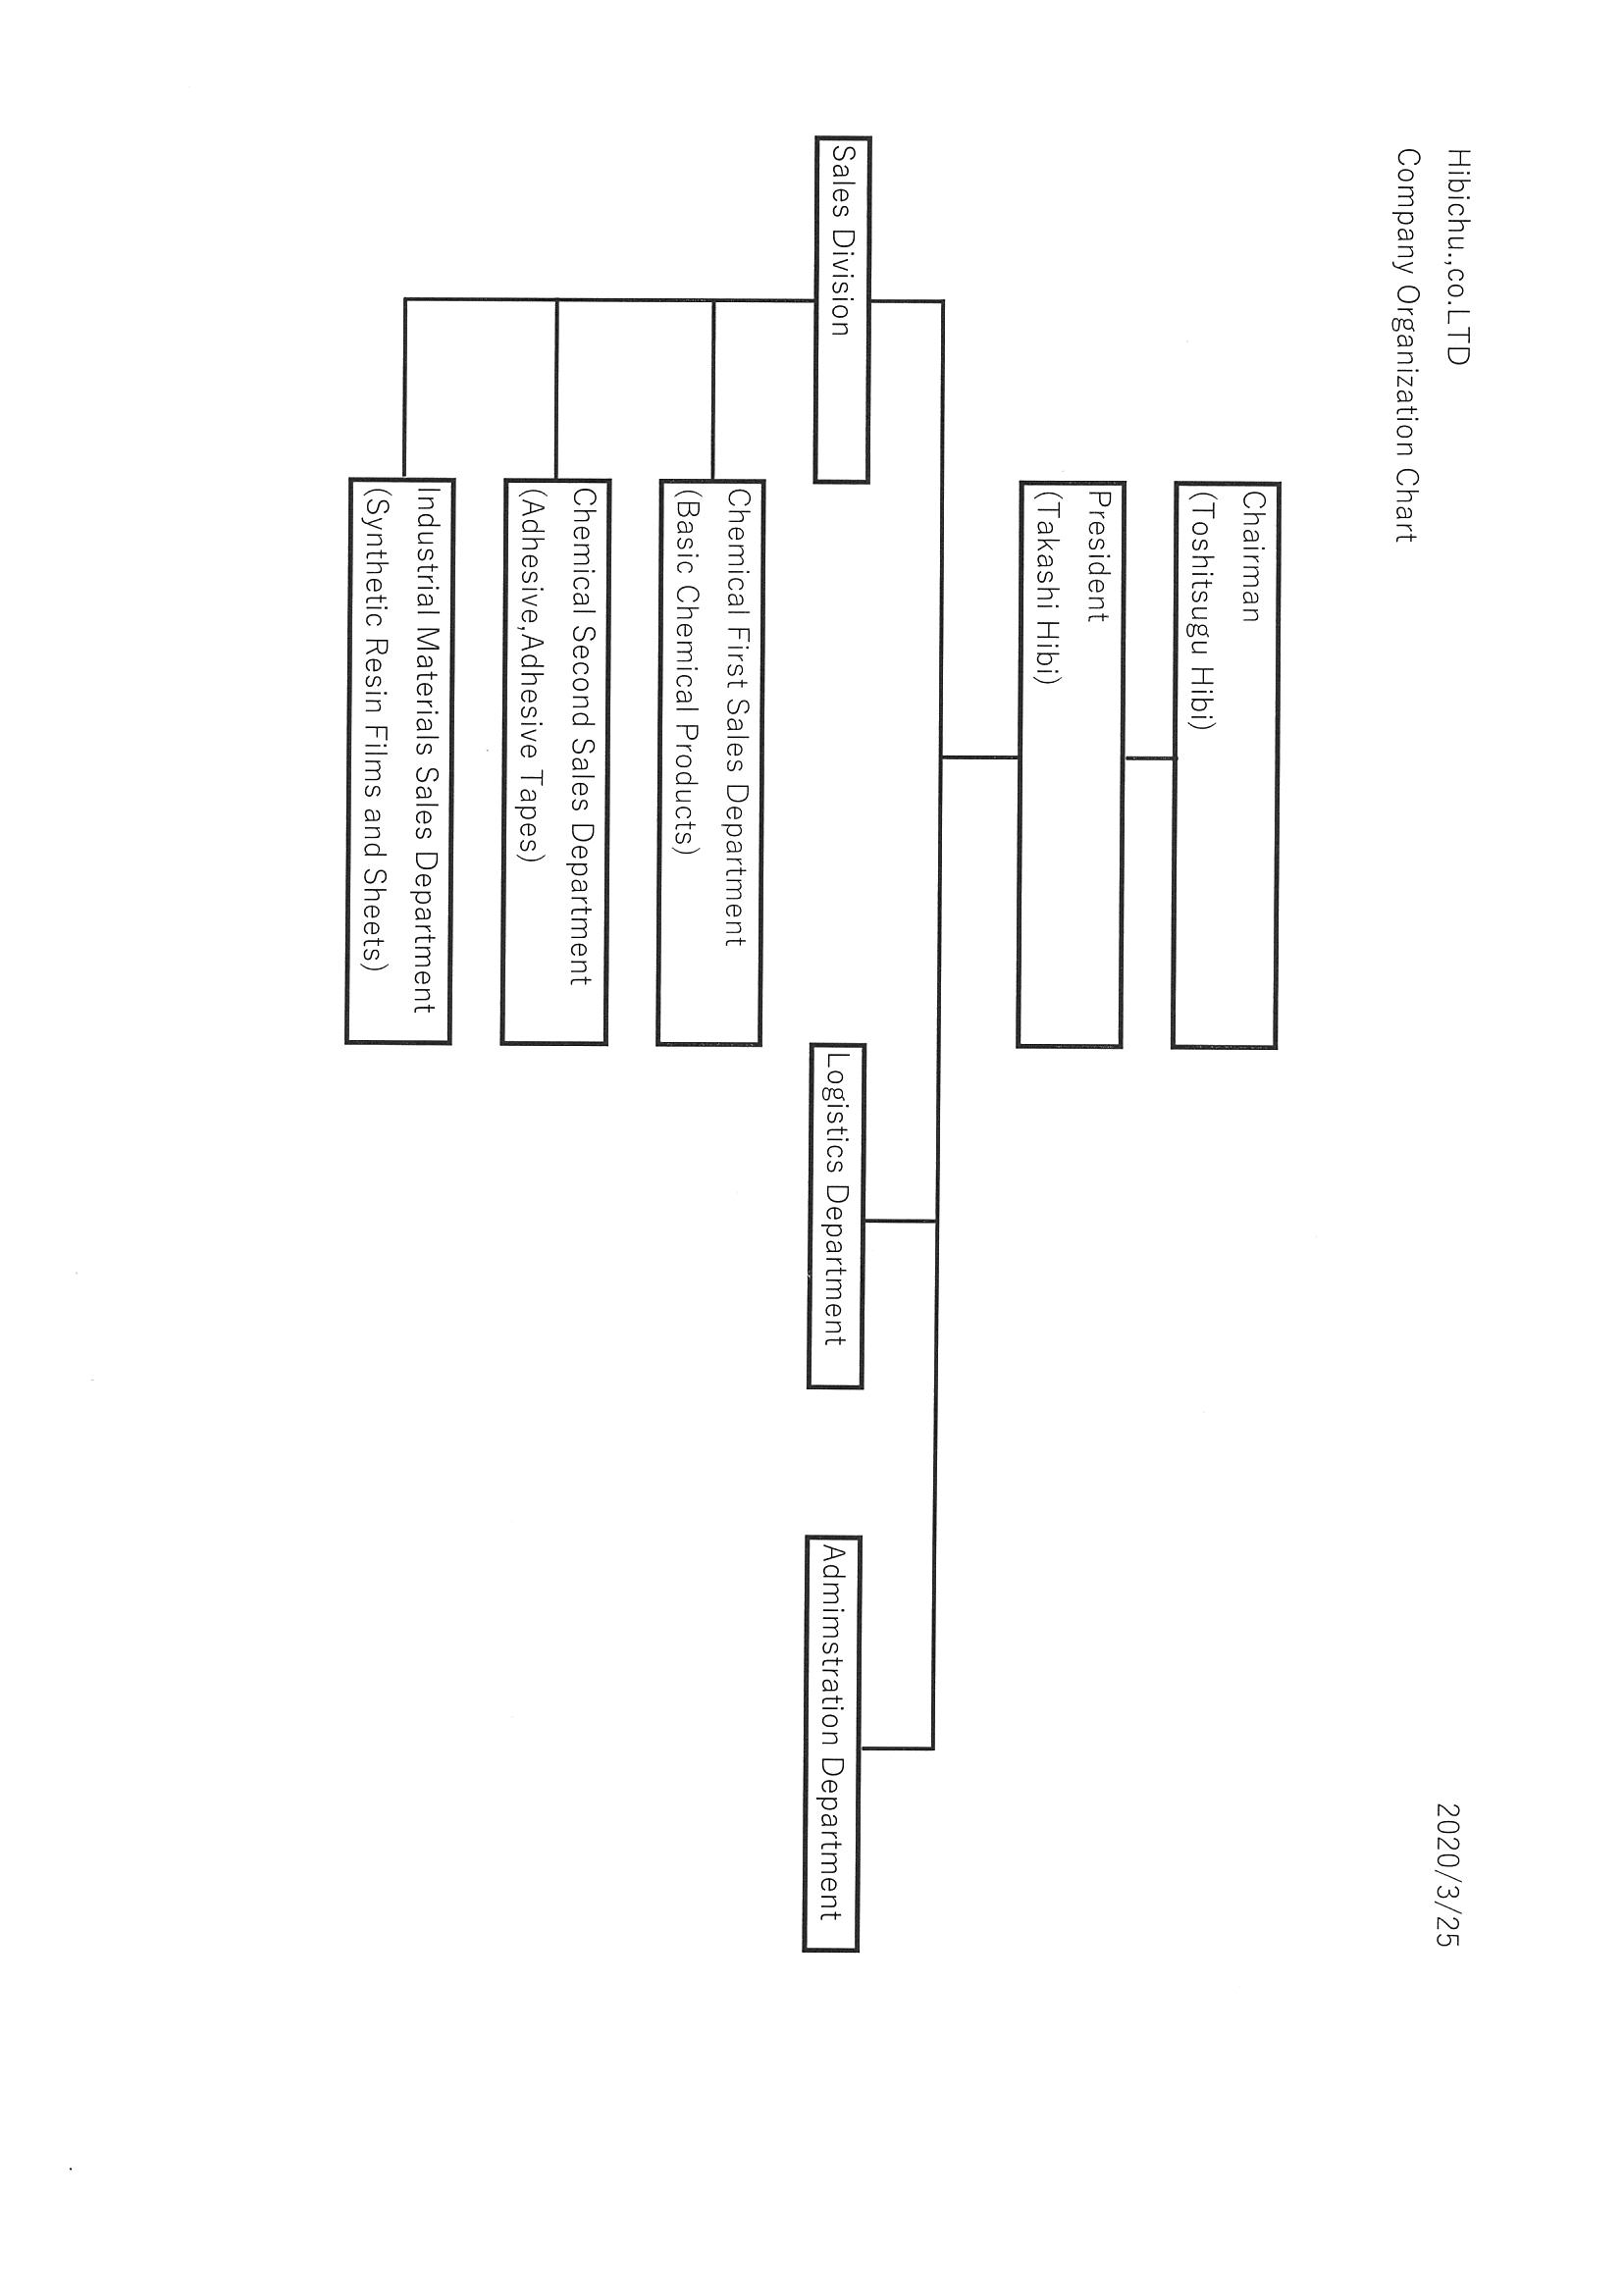 Hibichu.,co.LTD
2020/3/25
Company Organization Chart
Chairman
(Toshitsugu Hibi)
President
(Takashi Hibi)
Sales Division
Logistics Department
Admimstration Department
Chemical First Sales Department
(Basic Chemical Products)
Chemical Second Sales Department
(Adhesive,Adhesive Tapes)
Industrial Materials Sales Department
(Synthetic Resin Films and Sheets)